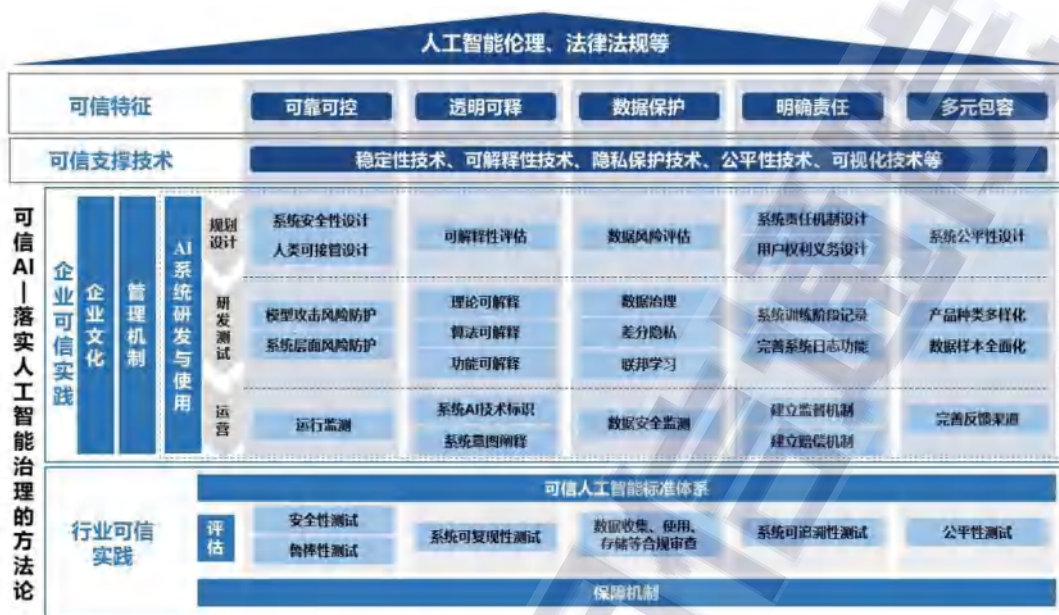 人工智能伦理、法律法规等
可信特征
可靠可控
透明可释
数据保护
明确责任
多元包容
可信支撑技术
稳定性技术、可解释性技术、隐私保护技术、公平性技术、可视化技术等
可信AI—落实人工智能治理的方法论
企业可信实践
企业文化
管理机制
AI系统研发与使用
规划
设计
系统安全性设计
人类可接管设计
可解释性评估
数据风险评估
系统责任机制设计
用户权利义务设计
系统公平性设计
研发测试
模型攻击风险防护
系统层面风险防护
理论可解释
算法可解释
功能可解释
数据治理
差分隐私
联邦学习
系统训练阶段记录
完善系统日志功能
产品种类多样化
数据样本全面化
运营
运行监测
系统AI技术标识
系统意图阐释
数据安全监测
建立监督机制
建立赔偿机制
完善反馈渠道
行业可信
实践
可信人工智能标准体系
评估
安全性测试
鲁棒性测试
系统可复现性测试
数据收集、使用、
存储等合规审查
系统可追溯性测试
公平性测试
保障机制